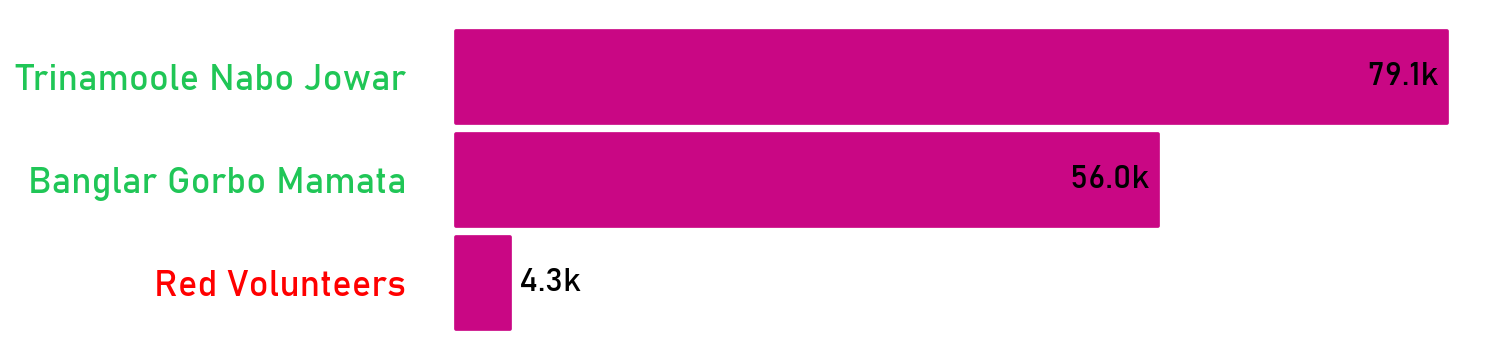 Trinamoole Nabo Jowar 79.1k
Banglar Gorbo Mamata 56.0k
Red Volunteers 4.3k